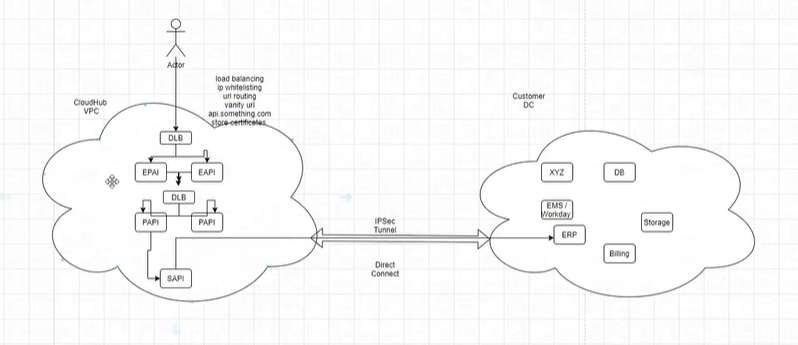 Actor
load balancing
ip whitelisting
url routing
vanity url
api.something.com
store certificates
CloudHub
VPC
Customer
DC
DLB
EPAI
EAPI
DLB
PAPI
PAPI
SAPI
IPSec
Tunnel
Direct
Connect
XYZ
DB
EMS /
Workday
Storage
ERP
Billing